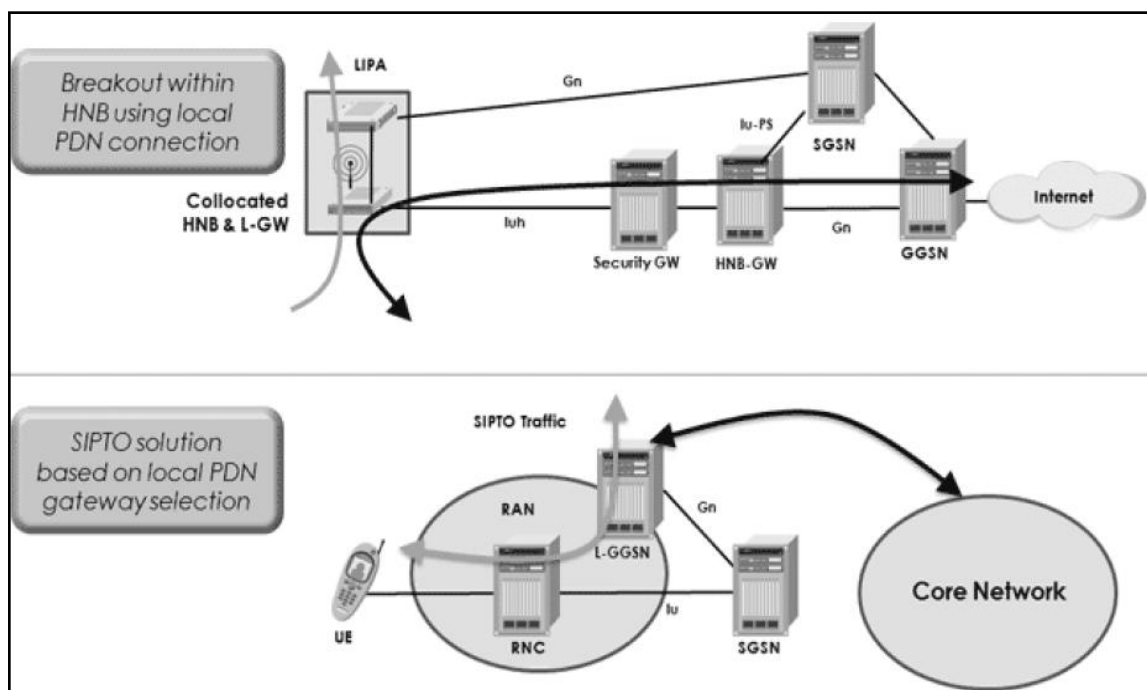 Breakout within
HNB using local
PDN connection
LIPA
Gn
Iu-PS
SGSN
Collocated
HNB & L-GW
Iuh
Security GW
HNB-GW
Gn
GGSN
Internet
SIPTO solution
based on local PDN
gateway selection
SIPTO Traffic
RAN
L-GGSN
Gn
UE
RNC
Iu
SGSN
Core Network